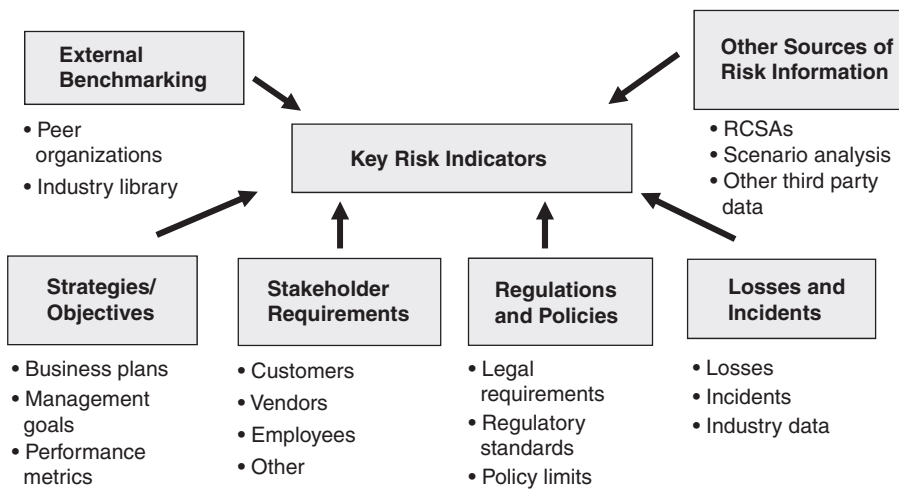 External
Benchmarking
• Peer
organizations
• Industry library
Other Sources of
Risk Information
• RCSAs
• Scenario analysis
• Other third party
data
Key Risk Indicators
Strategies/
Objectives
• Business plans
• Management
goals
• Performance
metrics
Stakeholder
Requirements
• Customers
• Vendors
• Employees
• Other
Regulations
and Policies
• Legal
requirements
• Regulatory
standards
• Policy limits
Losses and
Incidents
• Losses
• Incidents
• Industry data